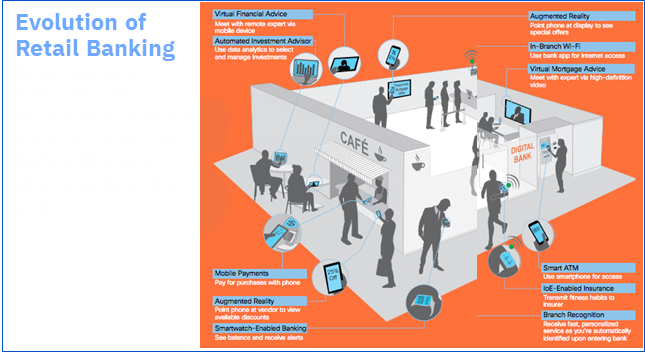 Evolution of
Retail Banking
Virtual Financial Advice
Meet with remote expert via
mobile device
Automated Investment Advisor
Use data analytics to select
and manage investments
Augmented Reality
Point phone at display to see
special offers
In-Branch Wi-Fi
Use bank app for internet access
Virtual Mortgage Advice
Meet with expert via high-definition
video
CAFÉ
DIGITAL
BANK
25%
Off
Mobile Payments
Pay for purchases with phone
Augmented Reality
Point phone at vendor to view
available discounts
Smartwatch-Enabled Banking
See balance and receive alerts
Smart ATM
Use smartphone for access
IoE-Enabled Insurance
Transmit fitness habits to
insurer
Branch Recognition
Receive fast, personalized
service as you're automatically
identified upon entering bank